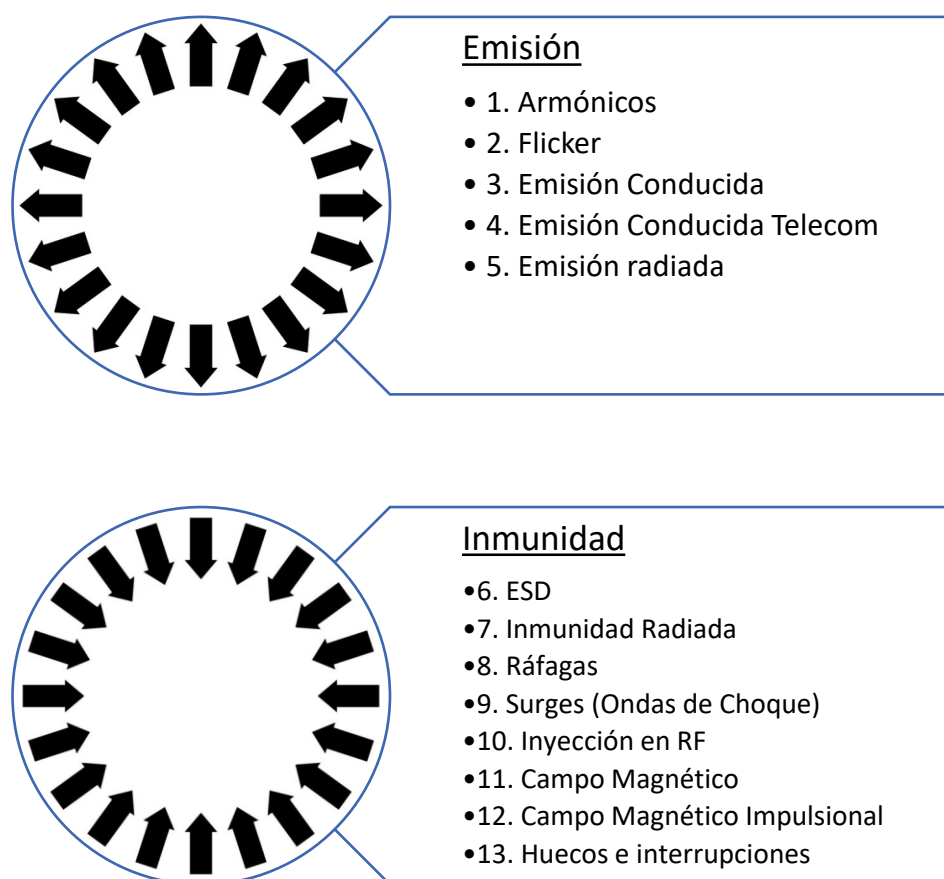 Emisión
• 1. Armónicos
• 2. Flicker
• 3. Emisión Conducida
• 4. Emisión Conducida Telecom
• 5. Emisión radiada
Inmunidad
•6. ESD
•7. Inmunidad Radiada
•8. Ráfagas
•9. Surges (Ondas de Choque)
•10. Inyección en RF
•11. Campo Magnético
•12. Campo Magnético Impulsional
•13. Huecos e interrupciones